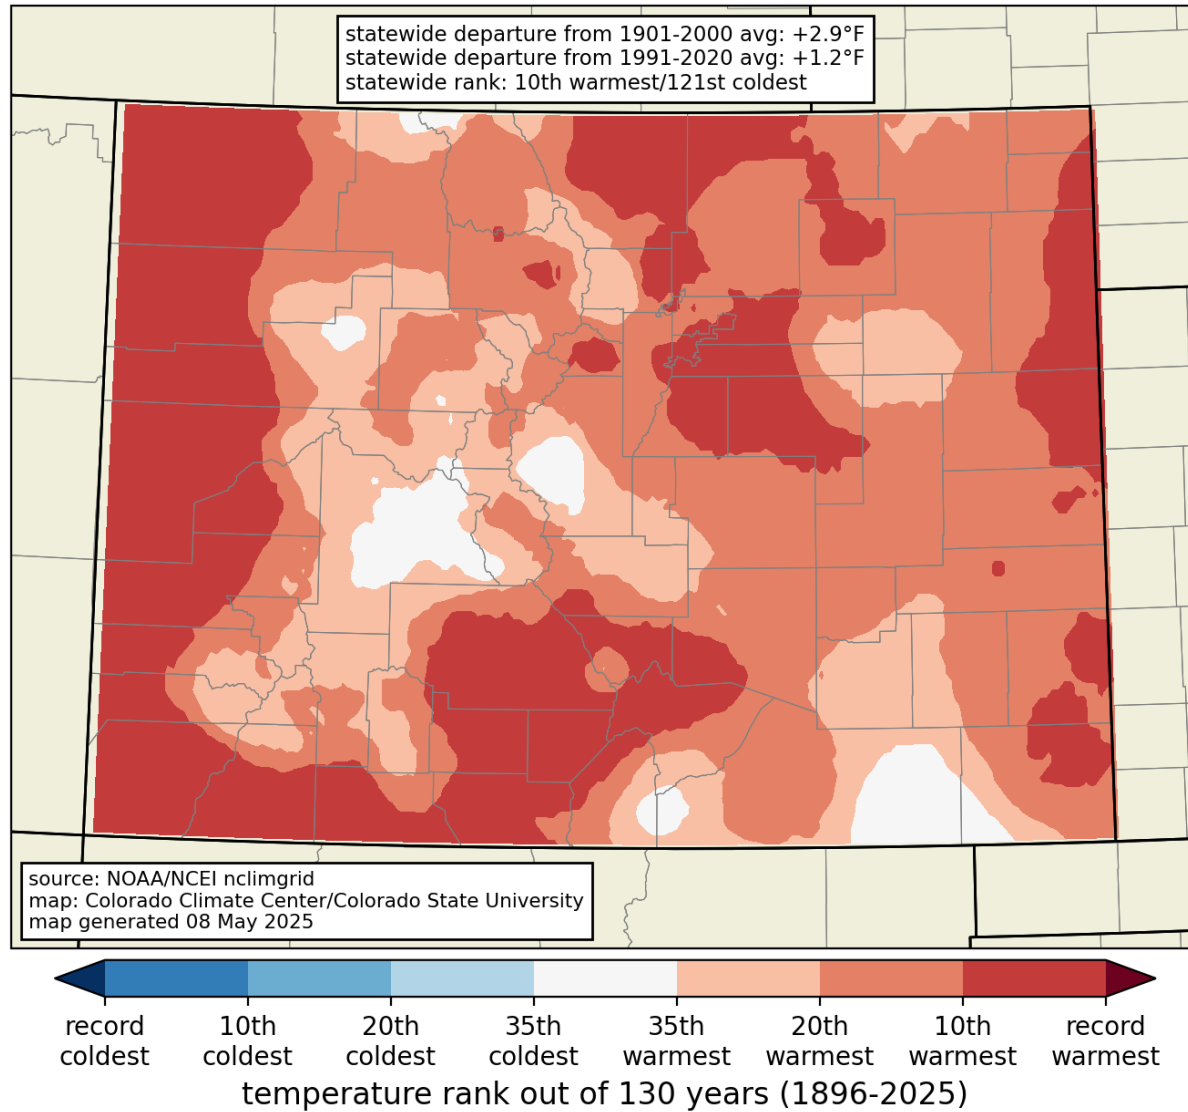 statewide departure from 1901-2000 avg: +2.9°F
statewide departure from 1991-2020 avg: +1.2°F
statewide rank: 10th warmest/121st coldest
source: NOAA/NCEI nclimgrid
map: Colorado Climate Center/Colorado State University
map generated 08 May 2025
record coldest
10th coldest
20th coldest
35th coldest
35th warmest
20th warmest
10th warmest
record warmest
temperature rank out of 130 years (1896-2025)